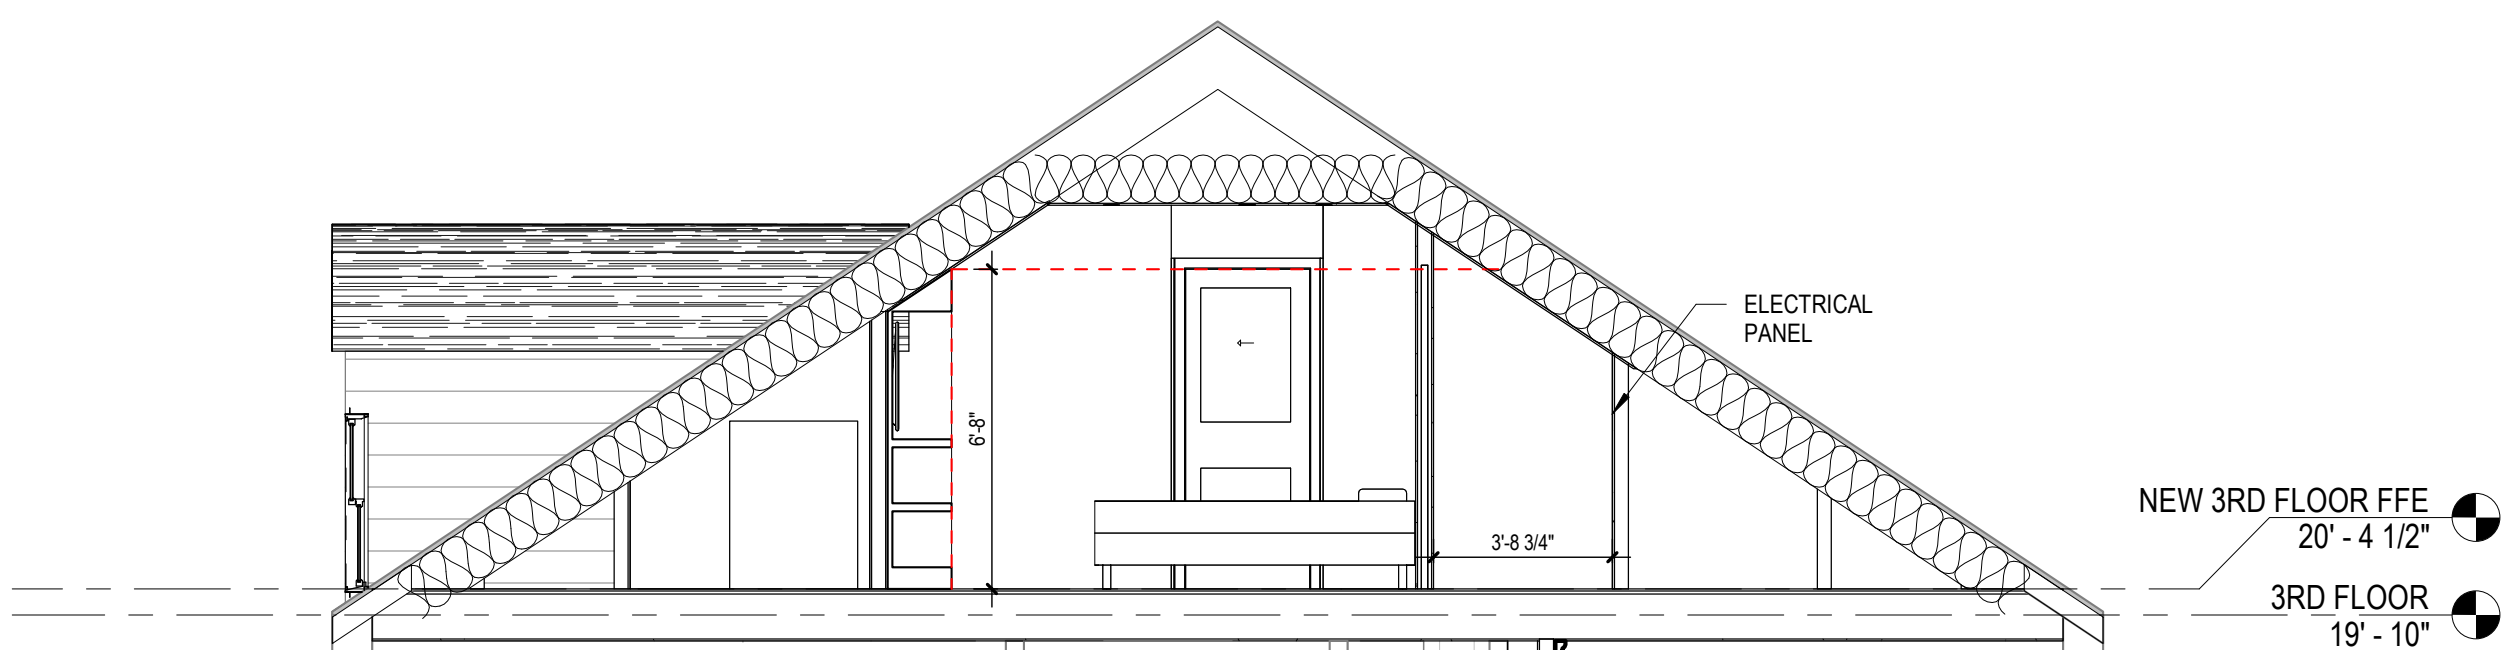 ELECTRICAL
PANEL
6'-8"
3'-8 3/4"
NEW 3RD FLOOR FFE
20' - 4 1/2"
3RD FLOOR
19' - 10"